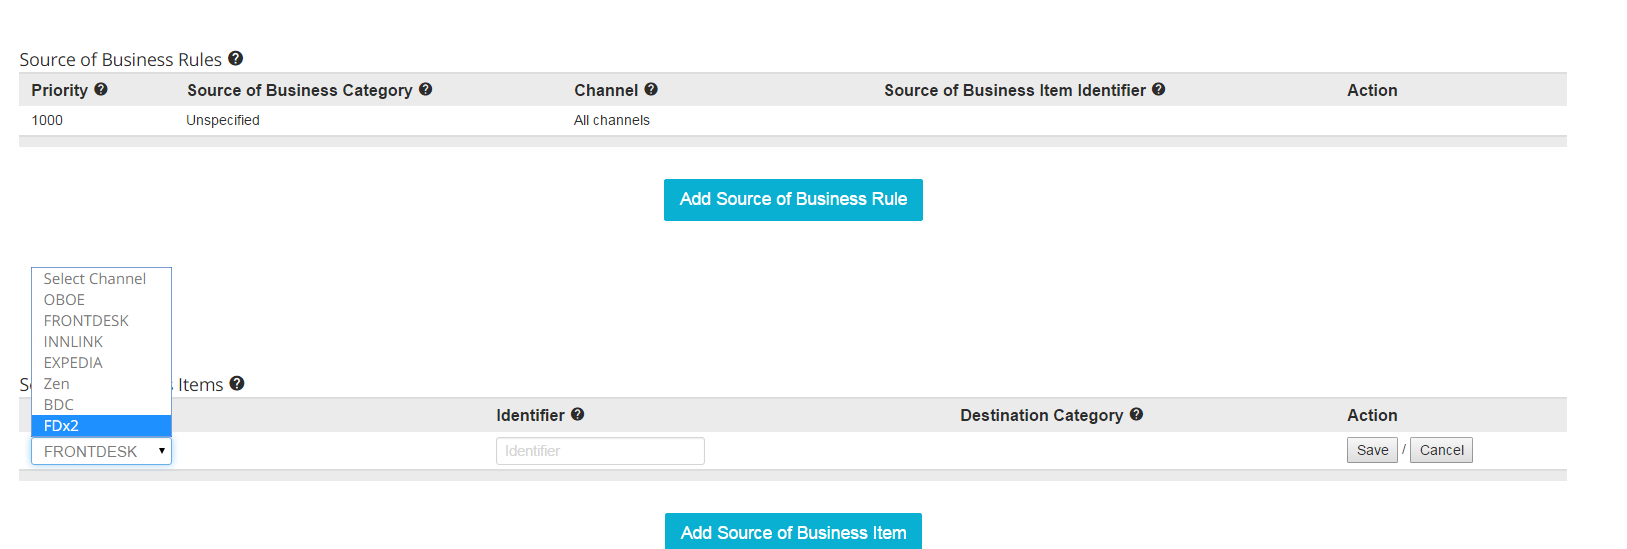 Source of Business Rules
Priority Source of Business Category Channel Source of Business Item Identifier Action
1000 Unspecified All channels
Add Source of Business Rule
Select Channel
OBOE
FRONTDESK
INNLINK
EXPEDIA
Zen
BDC
FDx2
Items
Identifier Destination Category Action
FRONTDESK Identifier Save / Cancel
Add Source of Business Item